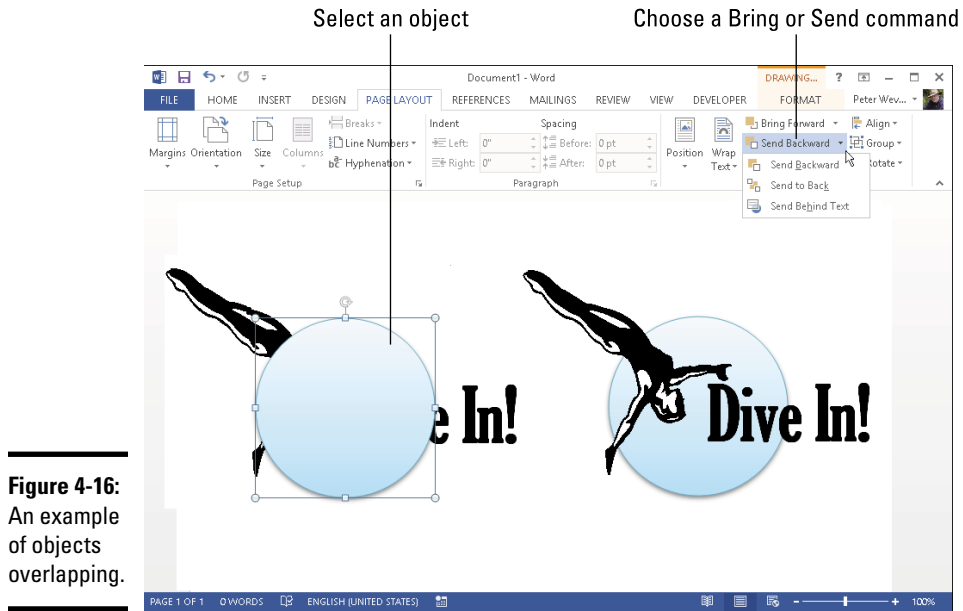 Select an object
Choose a Bring or Send command
Document1 - Word
DRAWING... ?
FILE HOME INSERT DESIGN PAGE LAYOUT REFERENCES MAILINGS REVIEW VIEW DEVELOPER FORMAT Peter Wev...
Breaks Indent Spacing Bring Forward Align
Line Numbers Left: 0" Before: 0 pt Send Backward Group
Margins Orientation Size Columns Hyphenation Right: 0" After: 0 pt Position Wrap Text Rotate
Page Setup Paragraph
Send Backward
Send to Back
Send Behind Text
e In!
Dive In!
Figure 4-16:
An example
of objects
overlapping.
PAGE 1 OF 1 0 WORDS ENGLISH (UNITED STATES) 100%